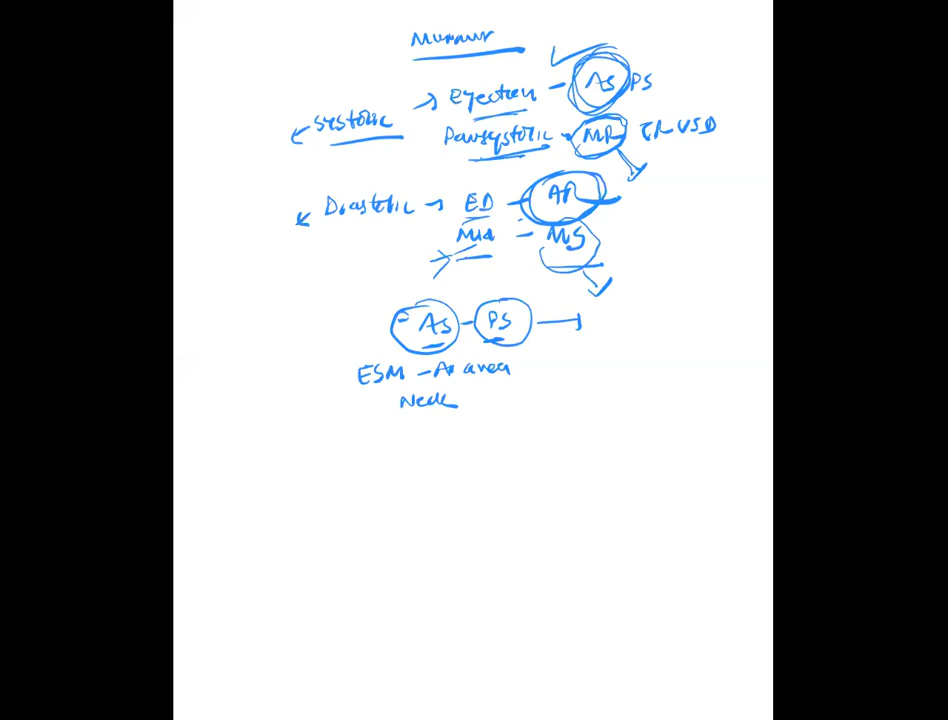 Murmur
Systolic → Ejection – AS PS
Pansystolic – MR TR VSD
Diastolic → ED – AR
Mid – MS
AS – PS
ESM – A area
Neck